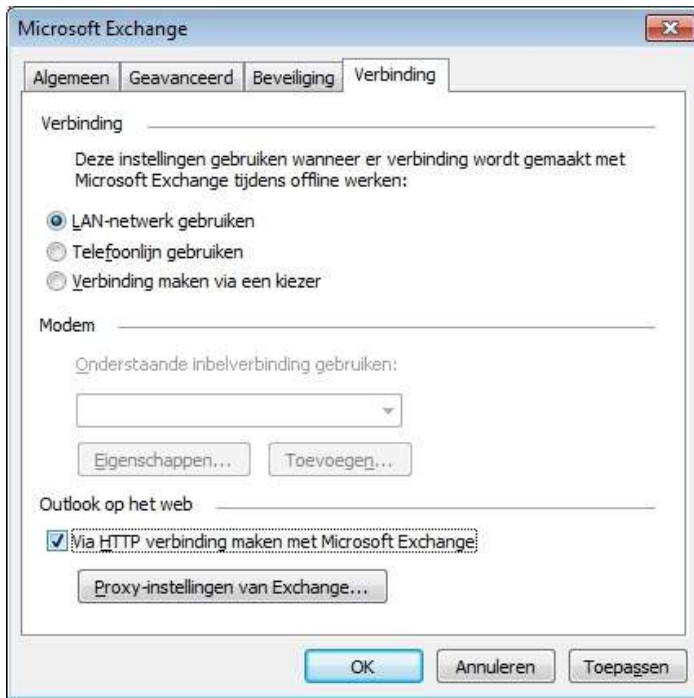 Microsoft Exchange
Algemeen Geavanceerd Beveiliging Verbinding
Verbinding
Deze instellingen gebruiken wanneer er verbinding wordt gemaakt met
Microsoft Exchange tijdens offline werken:
LAN-netwerk gebruiken
Telefoonlijn gebruiken
Verbinding maken via een kiezer
Modem
Onderstaande inbelverbinding gebruiken:
Eigenschappen... Toevoegen...
Outlook op het web
Via HTTP verbinding maken met Microsoft Exchange
Proxy-instellingen van Exchange...
OK Annuleren Toepassen